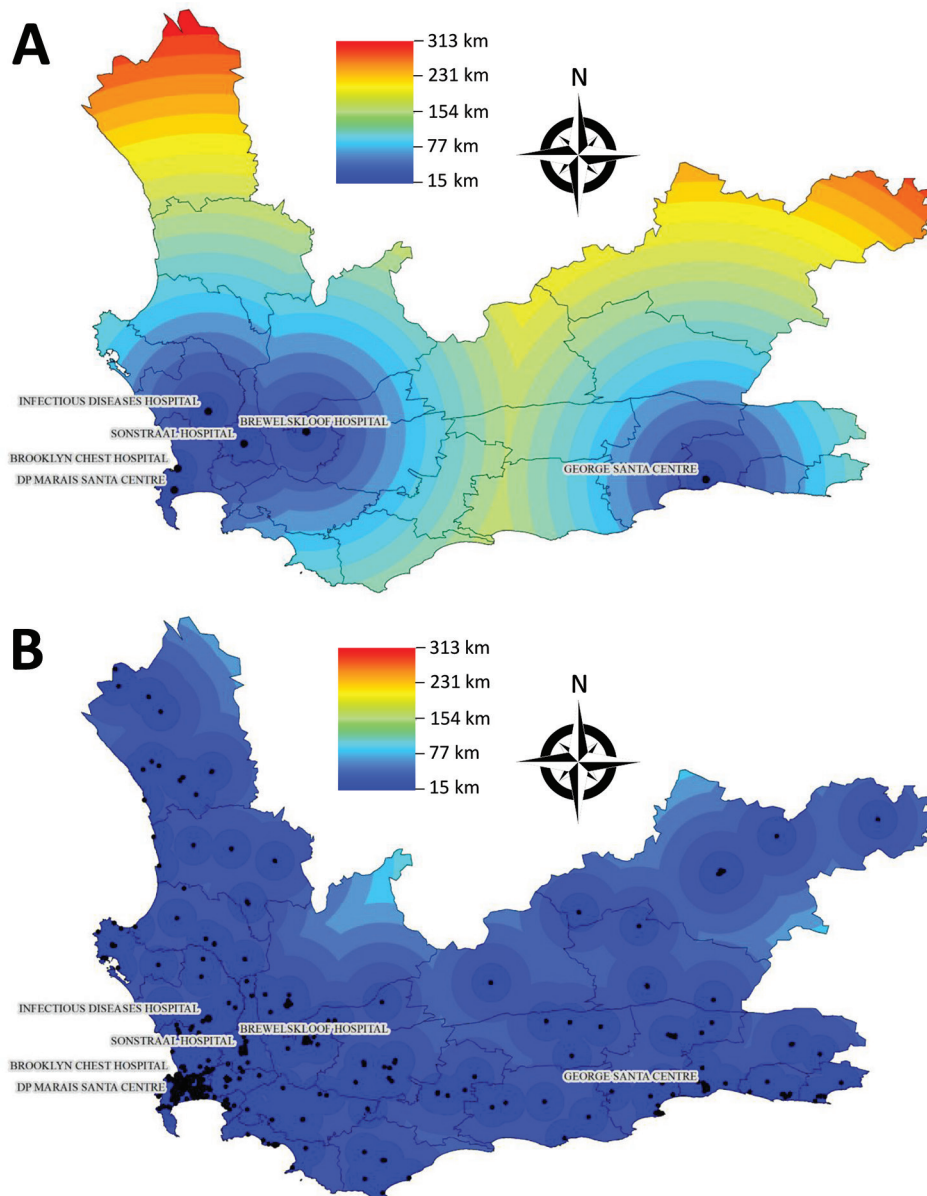 A
313 km
231 km
154 km
77 km
15 km
N
INFECTIOUS DISEASES HOSPITAL
BREWELSKLOOF HOSPITAL
SONSTRAAL HOSPITAL
BROOKLYN CHEST HOSPITAL
GEORGE SANTA CENTRE
DP MARAIS SANTA CENTRE
B
313 km
231 km
154 km
77 km
15 km
N
INFECTIOUS DISEASES HOSPITAL
BREWELSKLOOF HOSPITAL
SONSTRAAL HOSPITAL
BROOKLYN CHEST HOSPITAL
GEORGE SANTA CENTRE
DP MARAIS SANTA CENTRE